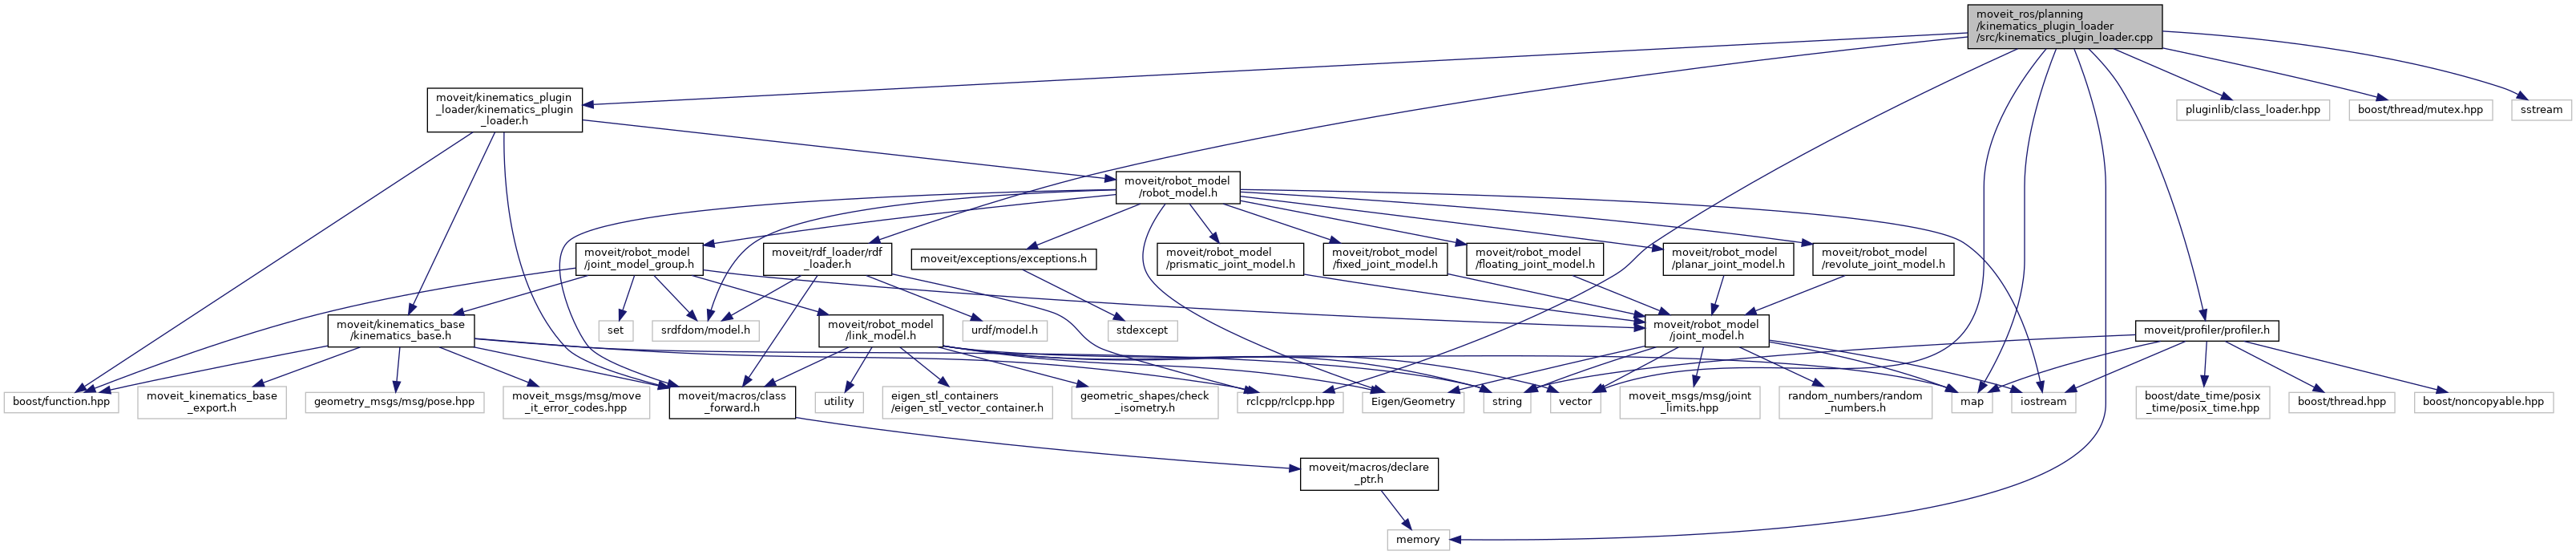 moveit_ros/planning
/kinematics_plugin_loader
/src/kinematics_plugin_loader.cpp
moveit/kinematics_plugin
_loader/kinematics_plugin
_loader.h
pluginlib/class_loader.hpp
boost/thread/mutex.hpp
sstream
moveit/robot_model
/robot_model.h
moveit/robot_model
/joint_model_group.h
moveit/rdf_loader/rdf
_loader.h
moveit/exceptions/exceptions.h
moveit/robot_model
/prismatic_joint_model.h
moveit/robot_model
/fixed_joint_model.h
moveit/robot_model
/floating_joint_model.h
moveit/robot_model
/planar_joint_model.h
moveit/robot_model
/revolute_joint_model.h
moveit/kinematics_base
/kinematics_base.h
set
srdfdom/model.h
moveit/robot_model
/link_model.h
urdf/model.h
stdexcept
moveit/robot_model
/joint_model.h
moveit/profiler/profiler.h
boost/function.hpp
moveit_kinematics_base
_export.h
geometry_msgs/msg/pose.hpp
moveit_msgs/msg/move
_it_error_codes.hpp
moveit/macros/class
_forward.h
utility
eigen_stl_containers
/eigen_stl_vector_container.h
geometric_shapes/check
_isometry.h
rclcpp/rclcpp.hpp
Eigen/Geometry
string
vector
moveit_msgs/msg/joint
_limits.hpp
random_numbers/random
_numbers.h
map
iostream
boost/date_time/posix
_time/posix_time.hpp
boost/thread.hpp
boost/noncopyable.hpp
moveit/macros/declare
_ptr.h
memory